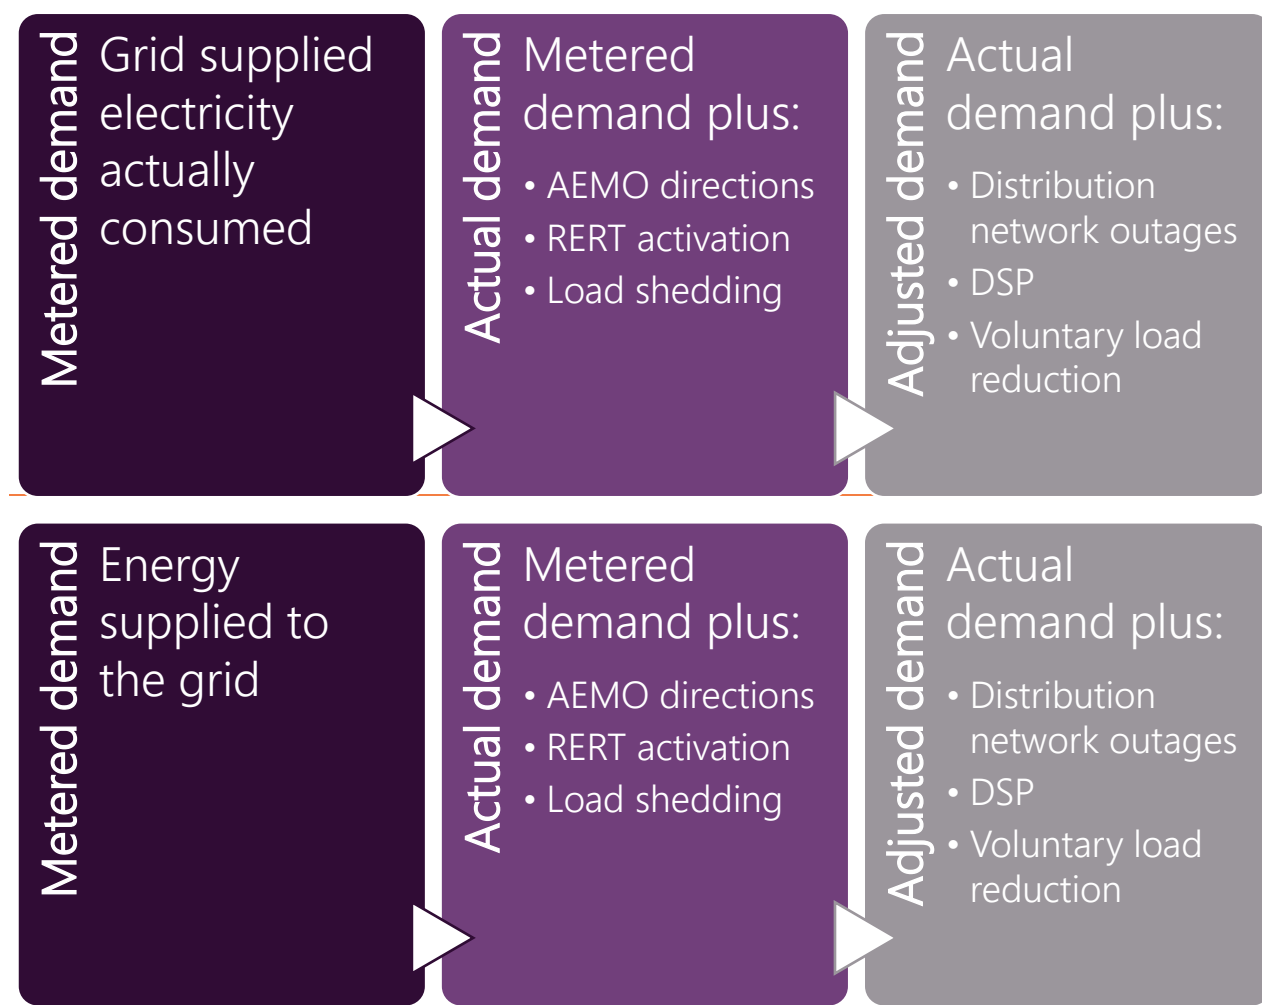 Metered demand
Grid supplied
electricity
actually
consumed
Actual demand
Metered
demand plus:
• AEMO directions
• RERT activation
• Load shedding
Adjusted demand
Actual
demand plus:
• Distribution
network outages
• DSP
• Voluntary load
reduction
Metered demand
Energy
supplied to
the grid
Actual demand
Metered
demand plus:
• AEMO directions
• RERT activation
• Load shedding
Adjusted demand
Actual
demand plus:
• Distribution
network outages
• DSP
• Voluntary load
reduction